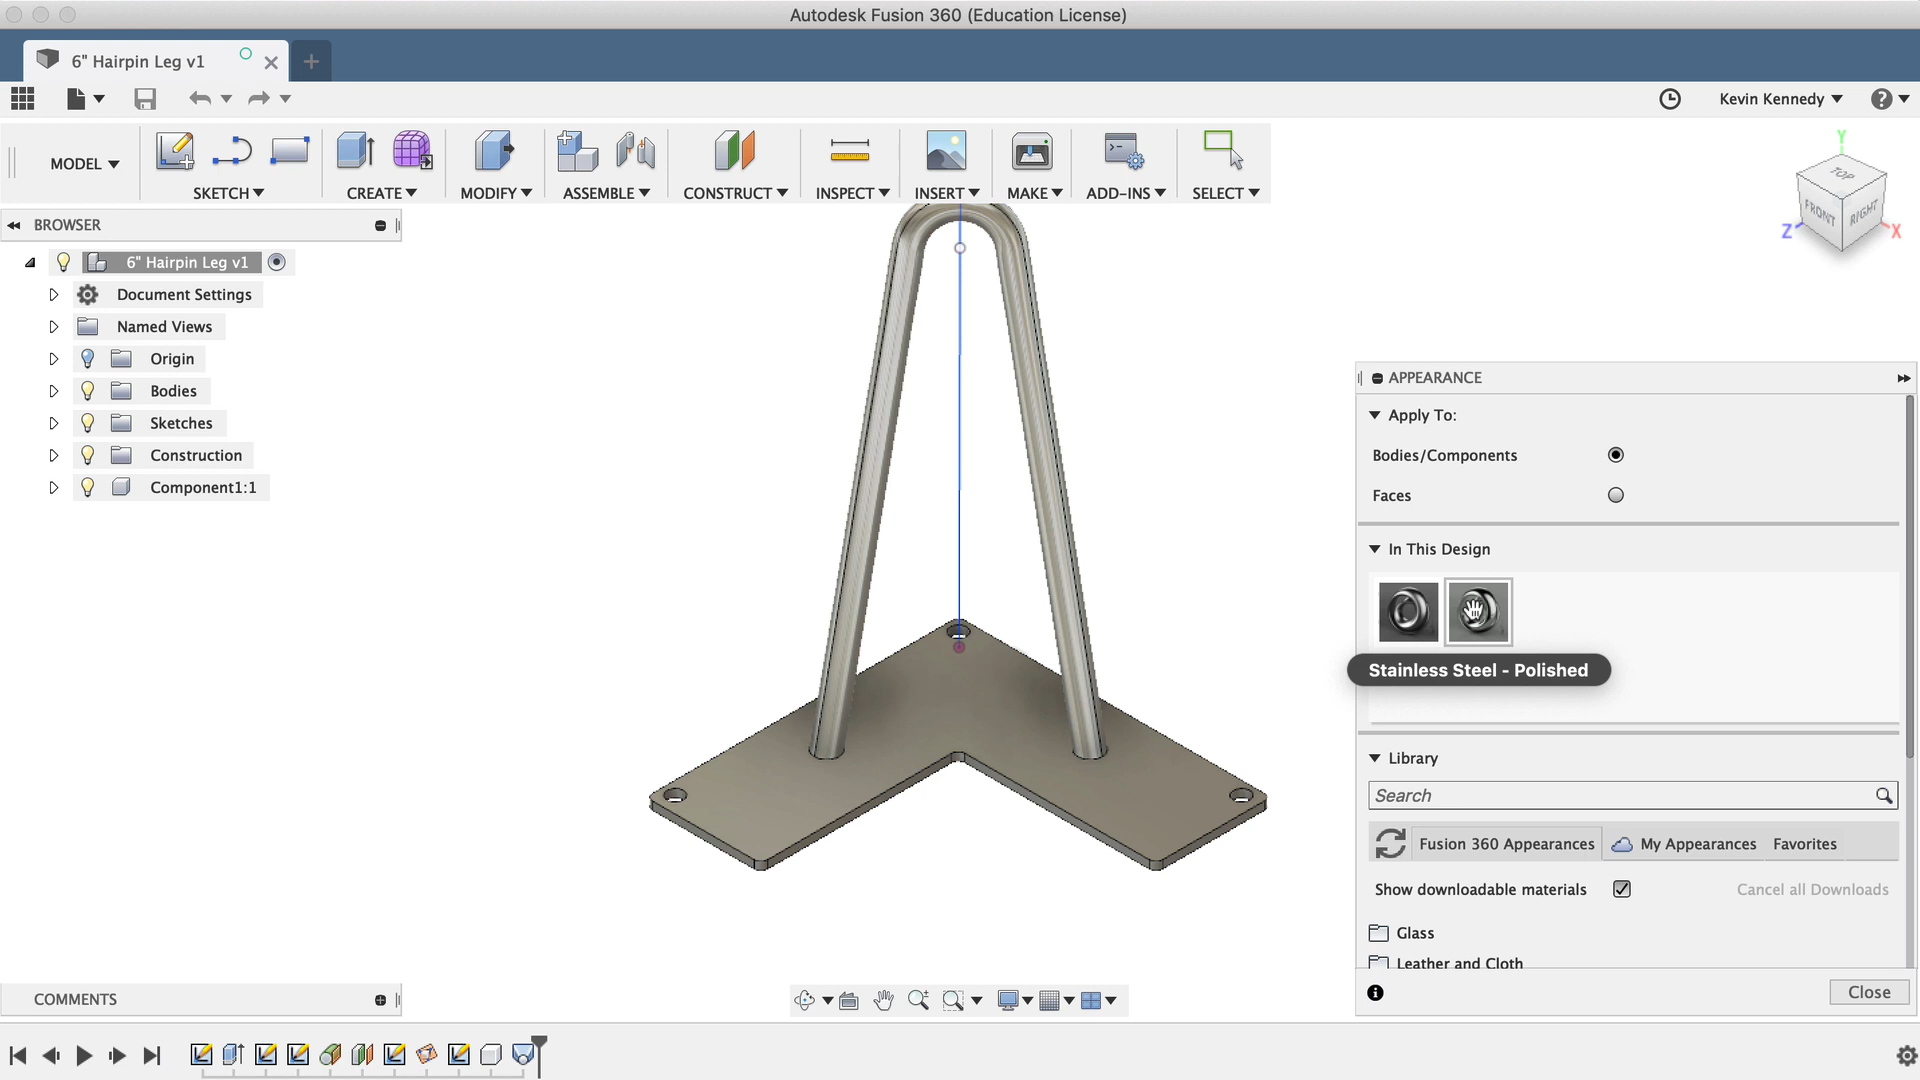 Autodesk Fusion 360 (Education License)
6" Hairpin Leg v1
Kevin Kennedy
MODEL
SKETCH
CREATE
MODIFY
ASSEMBLE
CONSTRUCT
INSPECT
INSERT
MAKE
ADD-INS
SELECT
Y
TOP
FRONT
RIGHT
Z
X
BROWSER
6" Hairpin Leg v1
Document Settings
Named Views
Origin
Bodies
Sketches
Construction
Component1:1
APPEARANCE
Apply To:
Bodies/Components
Faces
In This Design
Stainless Steel - Polished
Library
Search
Fusion 360 Appearances
My Appearances
Favorites
Show downloadable materials
Cancel all Downloads
Glass
Leather and Cloth
Close
COMMENTS